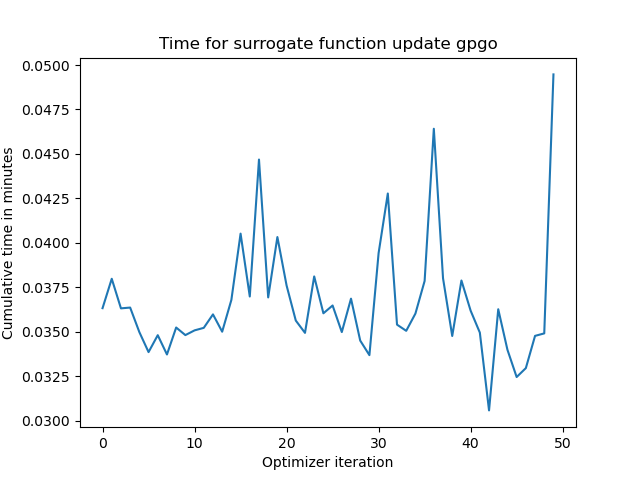 Time for surrogate function update gpgo
Cumulative time in minutes
0.0500
0.0475
0.0450
0.0425
0.0400
0.0375
0.0350
0.0325
0.0300
0 10 20 30 40 50
Optimizer iteration